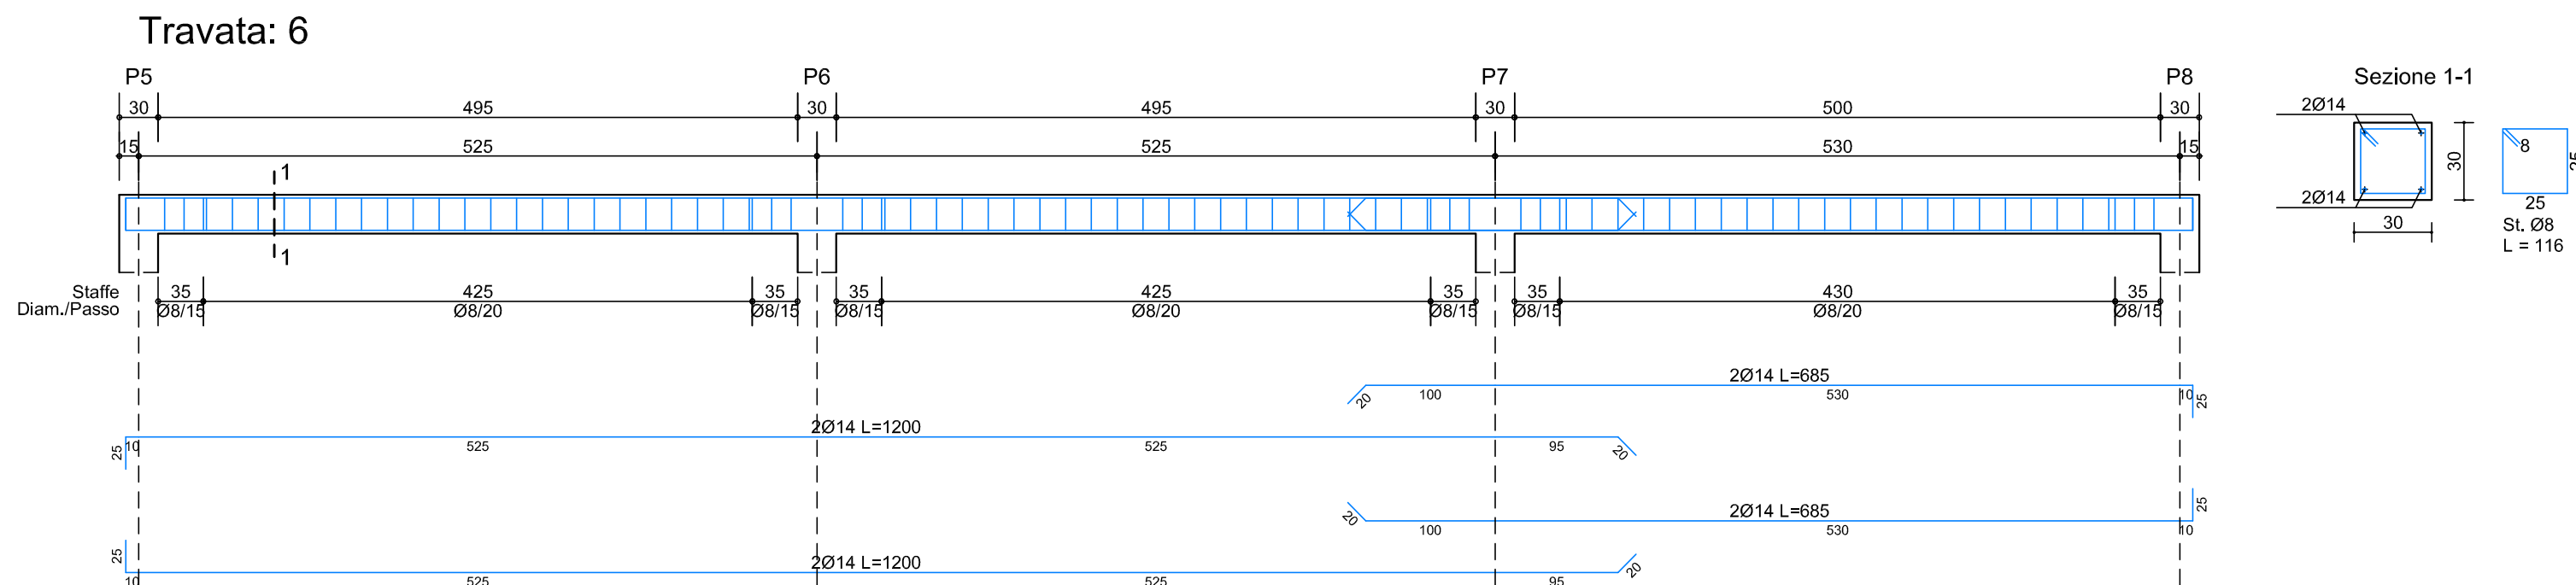 Travata: 6
P5 P6 P7 P8 Sezione 1-1
30 495 30 495 30 500 30
15 525 525 530 15
1
1
2Ø14
2Ø14
30
30
8
25
25
St. Ø8
L = 116
Staffe
Diam./Passo
35 425 35 35 425 35 35 430 35
Ø8/15 Ø8/20 Ø8/15 Ø8/15 Ø8/20 Ø8/15 Ø8/15 Ø8/20 Ø8/15
2Ø14 L=685
20 100 530 10 25
2Ø14 L=1200
25 10 525 525 95 20
2Ø14 L=685
20 100 530 10 25
2Ø14 L=1200
25 10 525 525 95 20